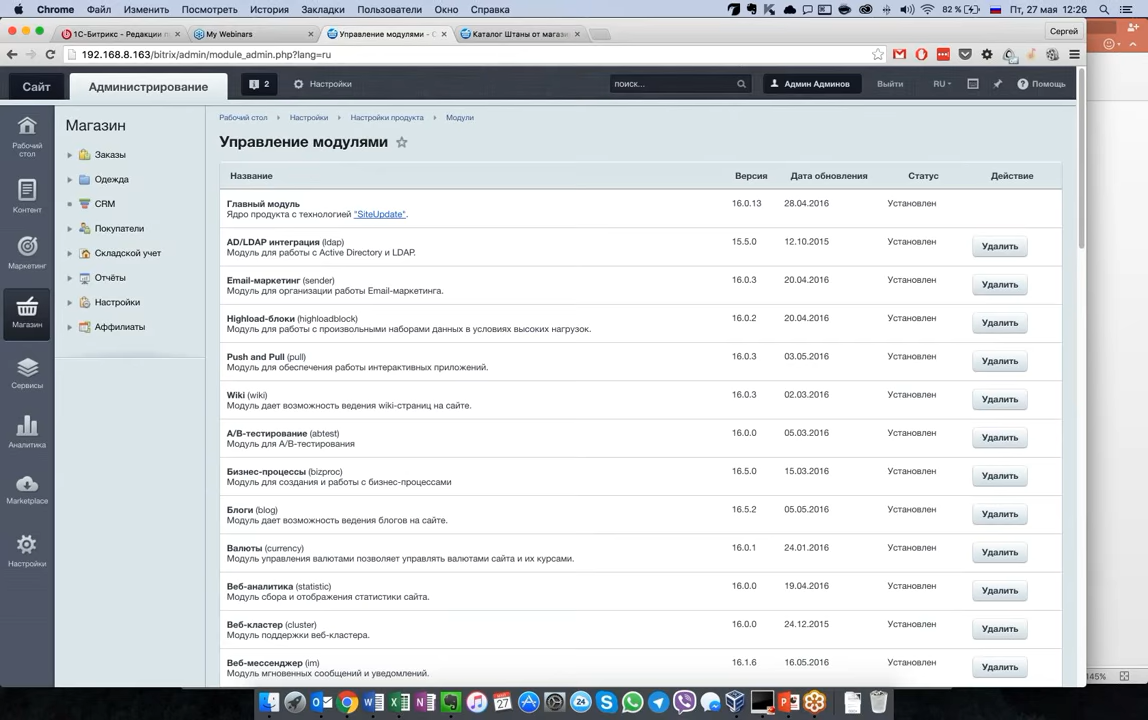 Chrome Файл Изменить Посмотреть История Закладки Пользователи Окно Справка 82 % Пт, 27 мая 12:26
1С-Битрикс - Редакции My Webinars Управление модулями - Каталог Штаны от магаз Сергей
192.168.8.163/bitrix/admin/module_admin.php?lang=ru
Сайт Администрирование 2 Настройки поиск... Админ Админов Выйти RU Помощь
Рабочий стол
Контент
Маркетинг
Магазин
Сервисы
Аналитика
Marketplace
Настройки
Магазин
Заказы
Одежда
CRM
Покупатели
Складской учет
Отчёты
Настройки
Аффилиаты
Рабочий стол Настройки Настройки продукта Модули
Управление модулями
Название Версия Дата обновления Статус Действие
Главный модуль 16.0.13 28.04.2016 Установлен
Ядро продукта с технологией "SiteUpdate".
AD/LDAP интеграция (ldap) 15.5.0 12.10.2015 Установлен Удалить
Модуль для работы с Active Directory и LDAP.
Email-маркетинг (sender) 16.0.3 20.04.2016 Установлен Удалить
Модуль для организации работы Email-маркетинга.
Highload-блоки (highloadblock) 16.0.2 20.04.2016 Установлен Удалить
Модуль для работы с произвольными наборами данных в условиях высоких нагрузок.
Push and Pull (pull) 16.0.3 03.05.2016 Установлен Удалить
Модуль для обеспечения работы интерактивных приложений.
Wiki (wiki) 16.0.3 02.03.2016 Установлен Удалить
Модуль дает возможность ведения wiki-страниц на сайте.
А/В-тестирование (abtest) 16.0.0 05.03.2016 Установлен Удалить
Модуль для А/В-тестирования
Бизнес-процессы (bizproc) 16.5.0 15.03.2016 Установлен Удалить
Модуль для создания и работы с бизнес-процессами
Блоги (blog) 16.5.2 05.05.2016 Установлен Удалить
Модуль дает возможность ведения блогов на сайте.
Валюты (currency) 16.0.1 24.01.2016 Установлен Удалить
Модуль управления валютами позволяет управлять валютами сайта и их курсами.
Веб-аналитика (statistic) 16.0.0 19.04.2016 Установлен Удалить
Модуль сбора и отображения статистики сайта.
Веб-кластер (cluster) 16.0.0 24.12.2015 Установлен Удалить
Модуль поддержки веб-кластера.
Веб-мессенджер (im) 16.1.6 16.05.2016 Установлен Удалить
Модуль мгновенных сообщений и уведомлений.
145%